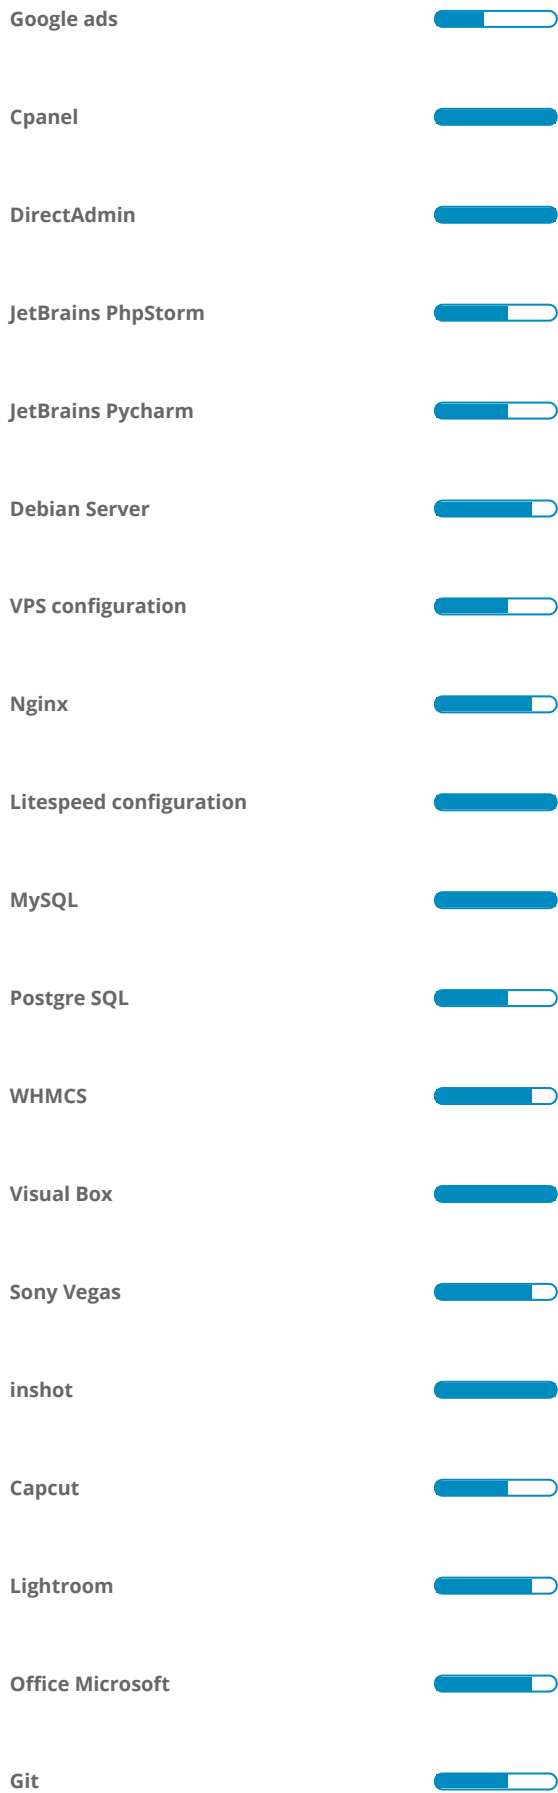 Google ads
Cpanel
DirectAdmin
JetBrains PhpStorm
JetBrains Pycharm
Debian Server
VPS configuration
Nginx
Litespeed configuration
MySQL
Postgre SQL
WHMCS
Visual Box
Sony Vegas
inshot
Capcut
Lightroom
Office Microsoft
Git